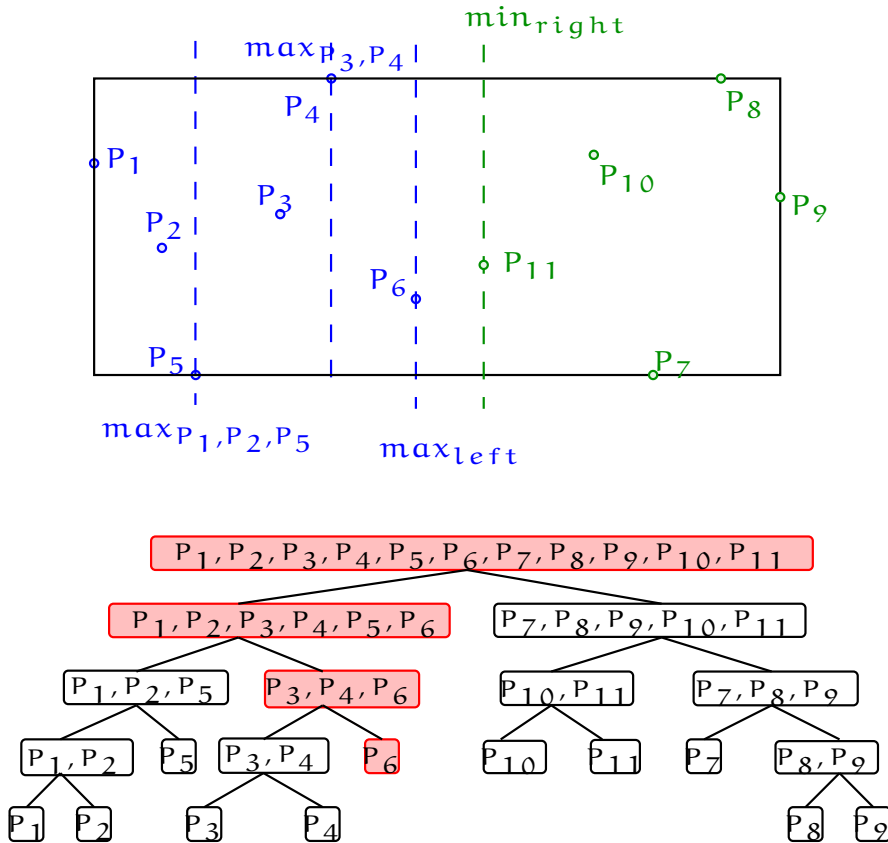 min_right
max_P3,P4
P4
P8
P1
P10
P3
P9
P2
P11
P6
P5
P7
max_P1,P2,P5
max_left
P1,P2,P3,P4,P5,P6,P7,P8,P9,P10,P11
P1,P2,P3,P4,P5,P6 P7,P8,P9,P10,P11
P1,P2,P5 P3,P4,P6 P10,P11 P7,P8,P9
P1,P2 P5 P3,P4 P6 P10 P11 P7 P8,P9
P1 P2 P3 P4 P8 P9